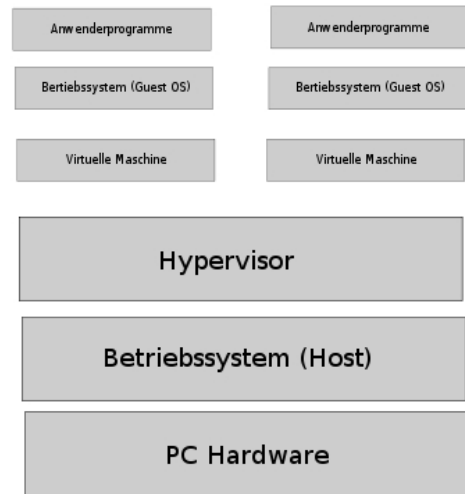 Anwenderprogramme
Anwenderprogramme
Bertiebssystem (Guest OS)
Bertiebssystem (Guest OS)
Virtuelle Maschine
Virtuelle Maschine
Hypervisor
Betriebssystem (Host)
PC Hardware